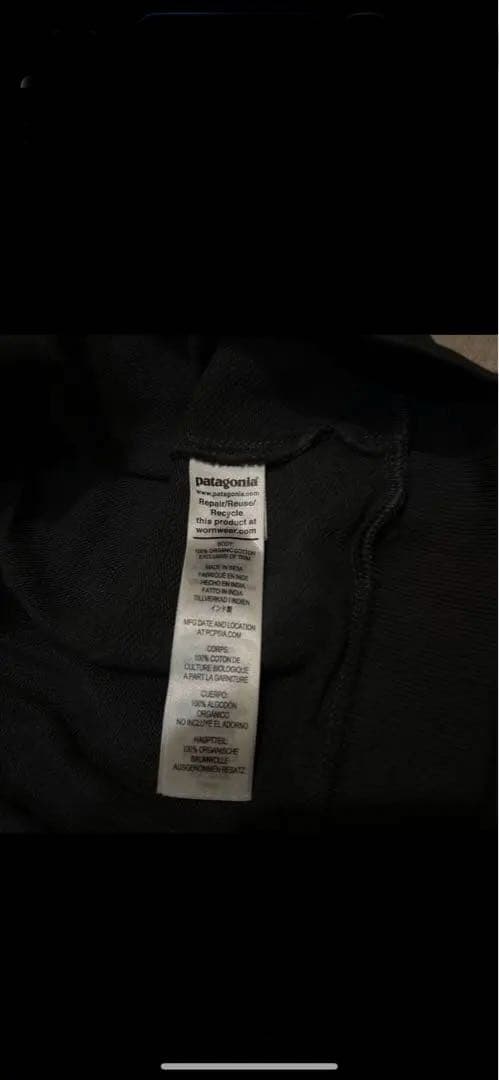 patagonia
www.patagonia.com
Repair/Reuse/
Recycle
this product at
wornwear.com
BODY:
100% ORGANIC COTTON
EXCLUSIVE OF TRIM
MADE IN INDIA
FABRIQUÉ EN INDE
HECHO EN INDIA
FATTO IN INDIA
TILLVERKAD I INDIEN
インド製
MFG DATE AND LOCATION
AT PCPSIA.COM
CORPS:
100% COTON DE
CULTURE BIOLOGIQUE
A PART LA GARNITURE
CUERPO:
100% ALGODÓN
ORGÁNICO
NO INCLUYE EL ADORNO
HAUPTTEIL:
100% ORGANISCHE
BAUMWOLLE
AUSGENOMMEN BESATZ